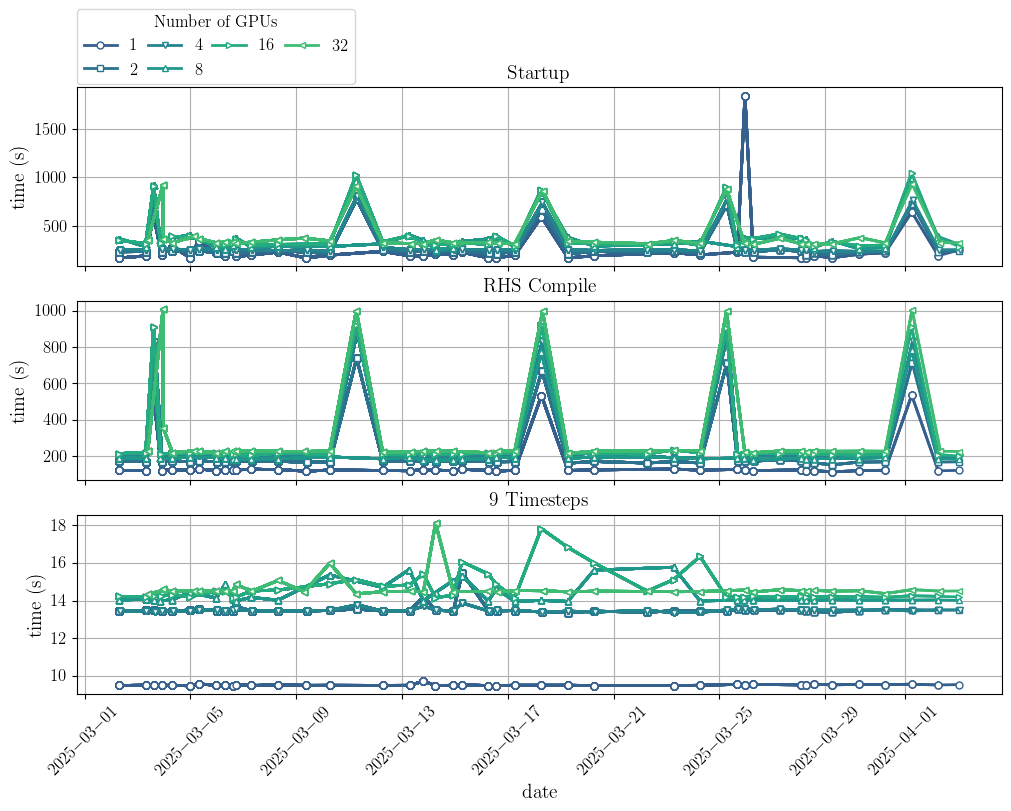 Number of GPUs
1 4 16 32
2 8
Startup
time (s)
1500
1000
500
RHS Compile
time (s)
1000
800
600
400
200
9 Timesteps
time (s)
18
16
14
12
10
2025−03−01 2025−03−05 2025−03−09 2025−03−13 2025−03−17 2025−03−21 2025−03−25 2025−03−29 2025−04−01
date